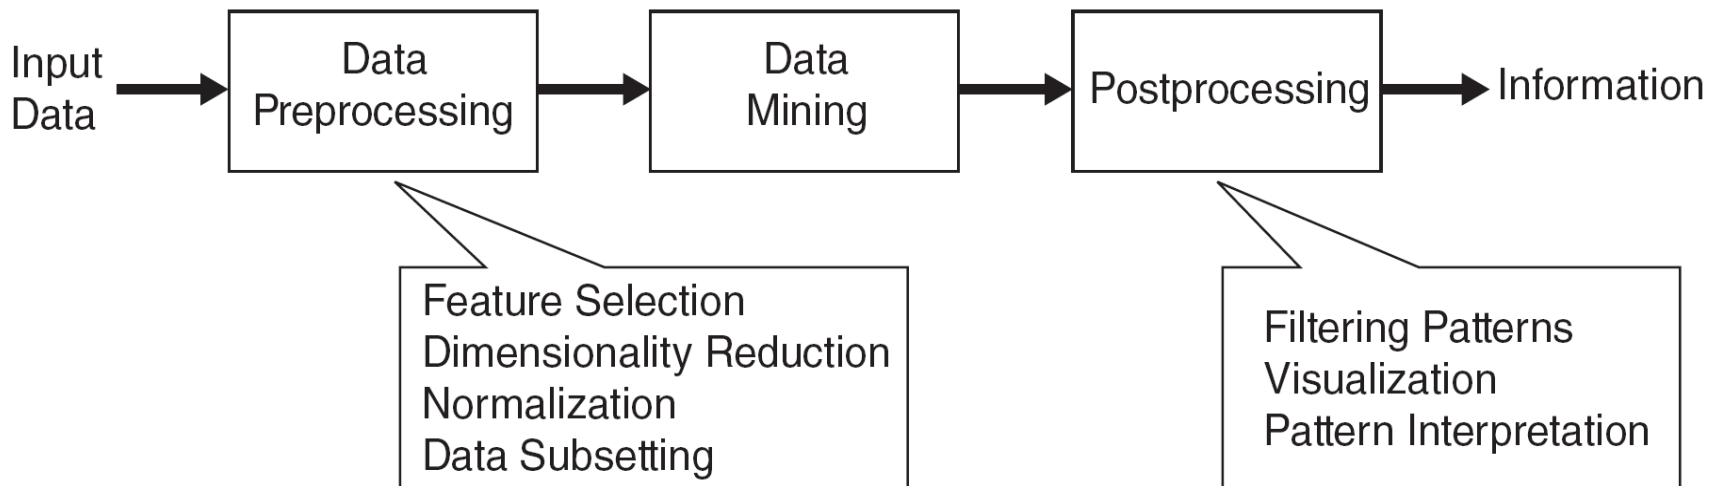 Input
Data
Data
Preprocessing
Data
Mining
Postprocessing
Information
Feature Selection
Dimensionality Reduction
Normalization
Data Subsetting
Filtering Patterns
Visualization
Pattern Interpretation